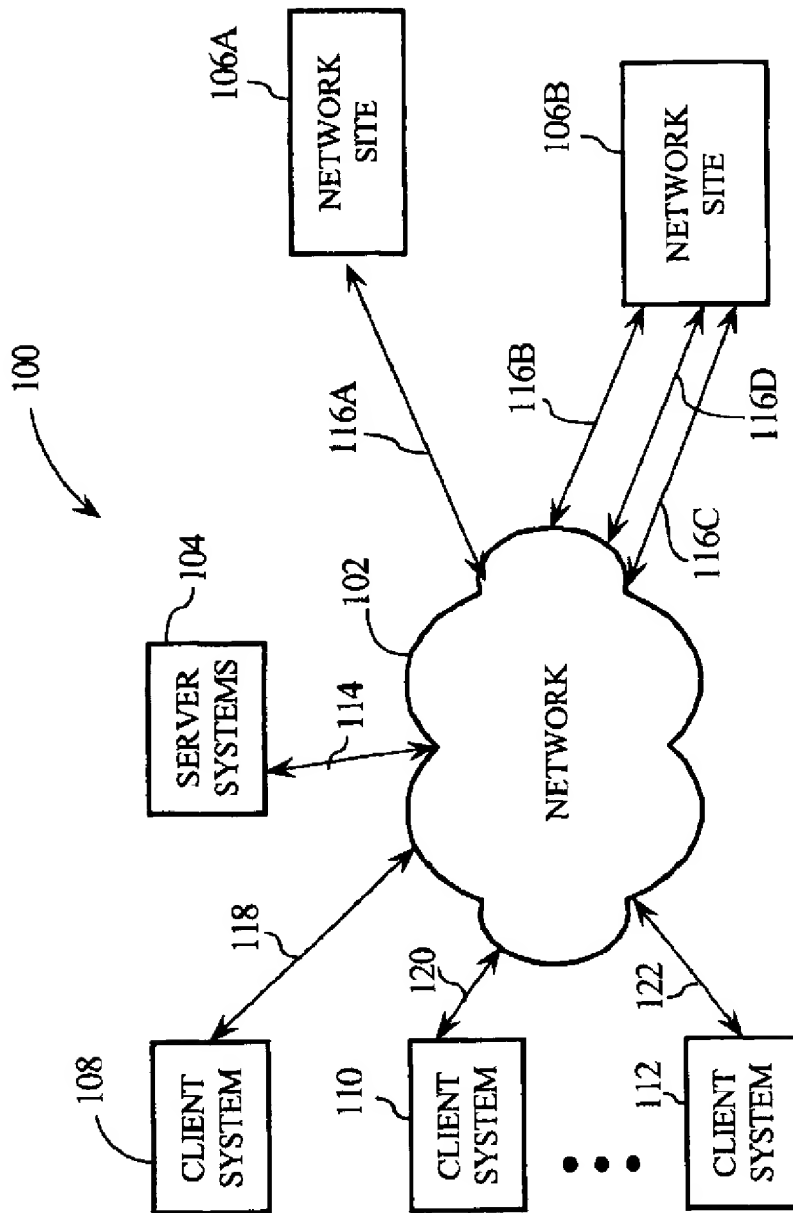 100
108
CLIENT
SYSTEM
118
110
CLIENT
SYSTEM
120
112
CLIENT
SYSTEM
122
104
SERVER
SYSTEMS
114
102
NETWORK
116A
106A
NETWORK
SITE
116B
106B
NETWORK
SITE
116C
116D